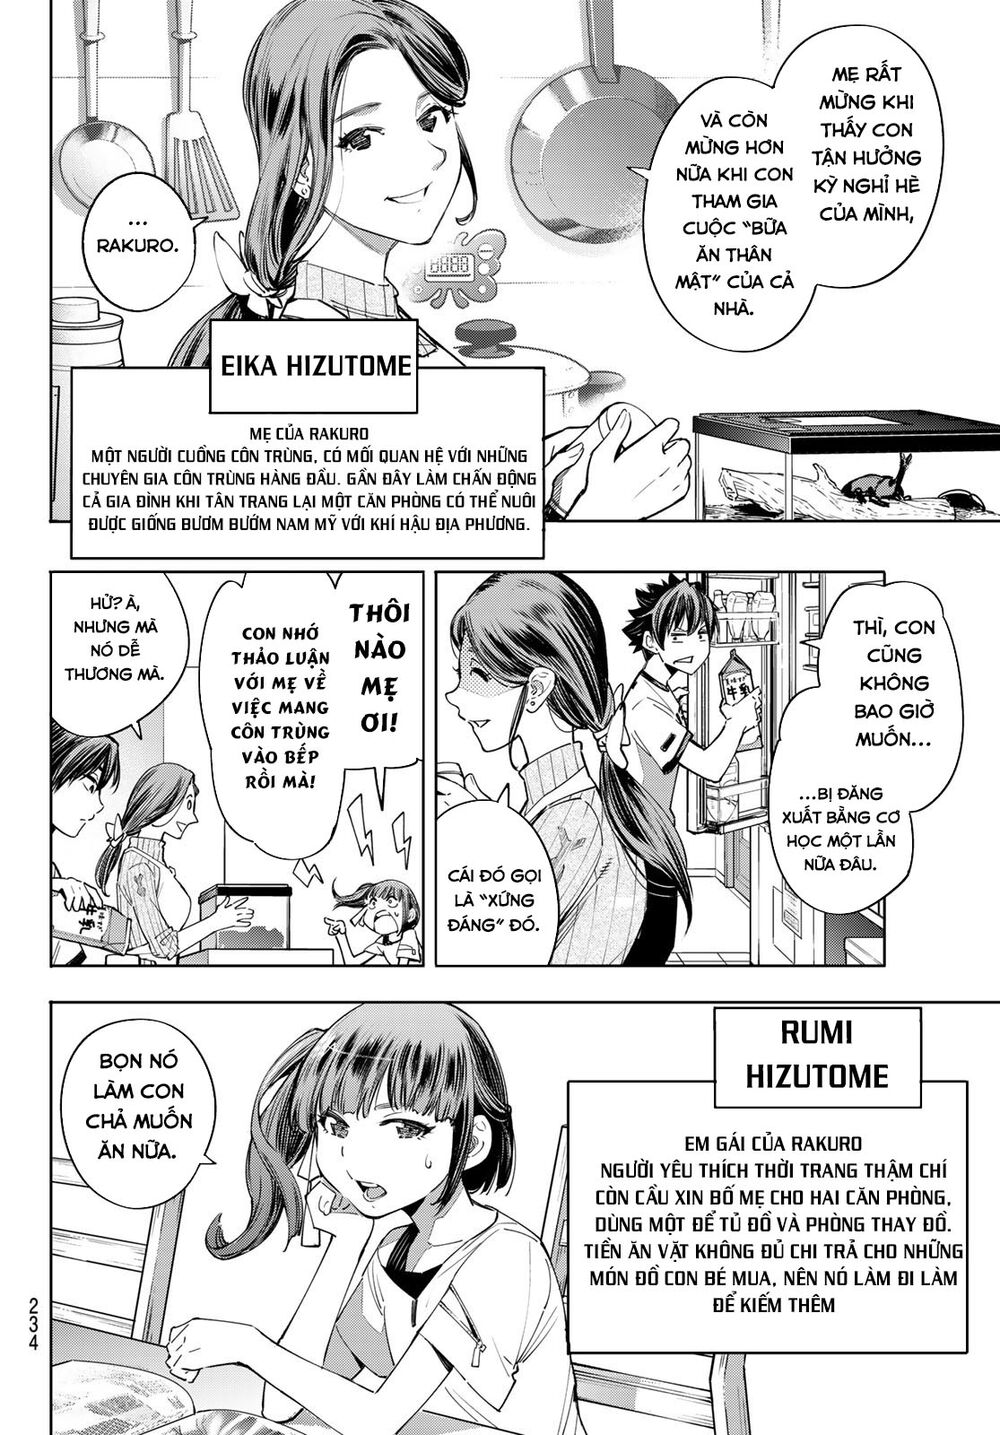 MẸ RẤT
MỪNG KHI
THẤY CON
TẬN HƯỞNG
KỲ NGHỈ HÈ
CỦA MÌNH,
VÀ CÒN
MỪNG HƠN
NỮA KHI CON
THAM GIA
CUỘC “BỮA
ĂN THÂN
MẬT” CỦA CẢ
NHÀ.
...
RAKURO.
EIKA HIZUTOME
MẸ CỦA RAKURO
MỘT NGƯỜI CUỒNG CÔN TRÙNG, CÓ MỐI QUAN HỆ VỚI NHỮNG
CHUYÊN GIA CÔN TRÙNG HÀNG ĐẦU. GẦN ĐÂY LÀM CHẤN ĐỘNG
CẢ GIA ĐÌNH KHI TÂN TRANG LẠI MỘT CĂN PHÒNG CÓ THỂ NUÔI
ĐƯỢC GIỐNG BƯƠM BƯỚM NAM MỸ VỚI KHÍ HẬU ĐỊA PHƯƠNG.
THÌ, CON
CŨNG
KHÔNG
BAO GIỜ
MUỐN...
...BỊ ĐĂNG
XUẤT BẰNG CƠ
HỌC MỘT LẦN
NỮA ĐÂU.
牛乳
CÁI ĐÓ GỌI
LÀ “XỨNG
ĐÁNG” ĐÓ.
THÔI
NÀO
MẸ
ƠI!
CON NHỚ
THẢO LUẬN
VỚI MẸ VỀ
VIỆC MANG
CÔN TRÙNG
VÀO BẾP
RỒI MÀ!
HỬ? À,
NHƯNG MÀ
NÓ DỄ
THƯƠNG MÀ.
牛乳
RUMI
HIZUTOME
EM GÁI CỦA RAKURO
NGƯỜI YÊU THÍCH THỜI TRANG THẬM CHÍ
CÒN CẦU XIN BỐ MẸ CHO HAI CĂN PHÒNG,
DÙNG MỘT ĐỂ TỦ ĐỒ VÀ PHÒNG THAY ĐỒ.
TIỀN ĂN VẶT KHÔNG ĐỦ CHI TRẢ CHO NHỮNG
MÓN ĐỒ CON BÉ MUA, NÊN NÓ LÀM ĐI LÀM
ĐỂ KIẾM THÊM
BỌN NÓ
LÀM CON
CHẢ MUỐN
ĂN NỮA.
234